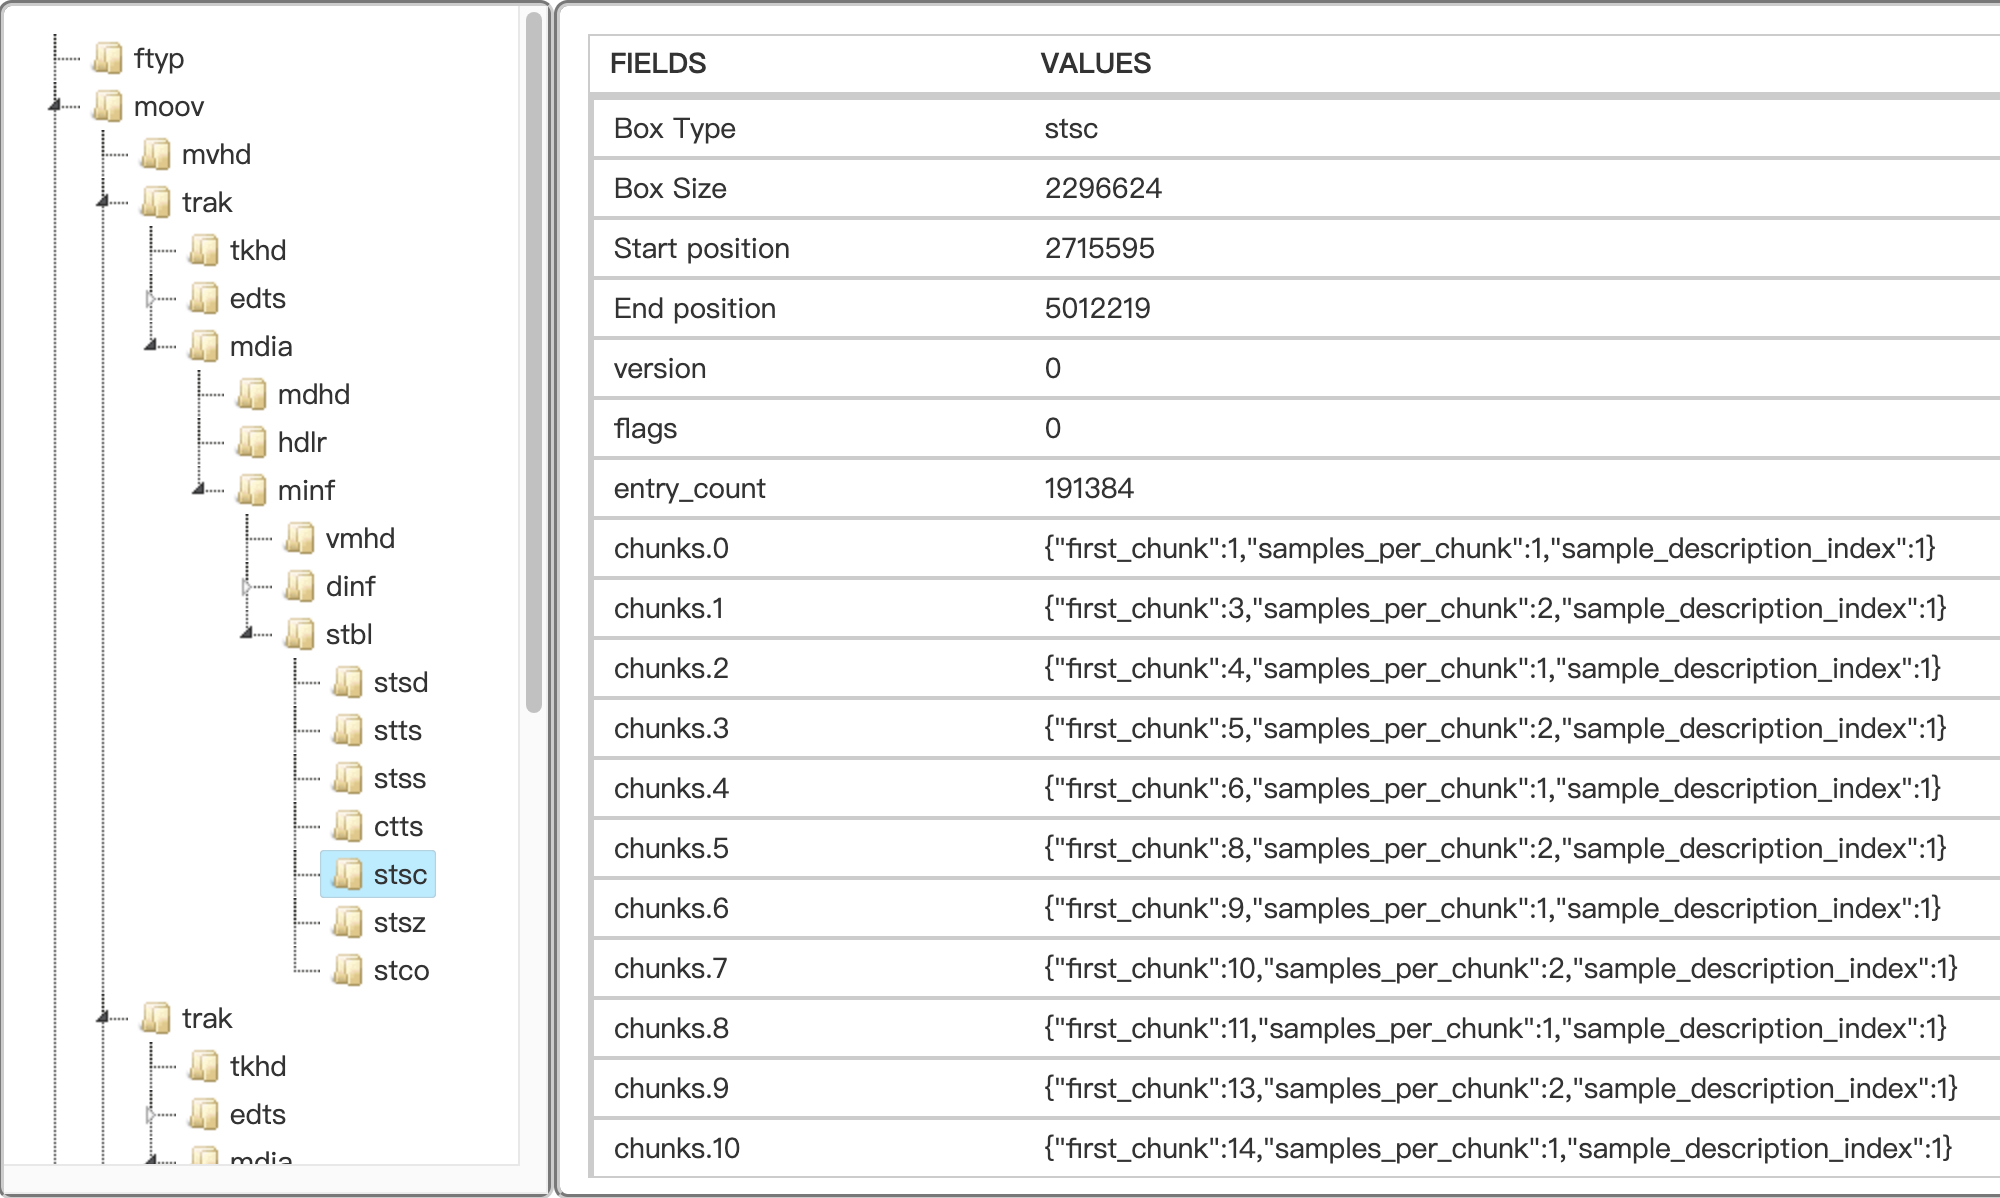 ftyp
moov
mvhd
trak
tkhd
edts
mdia
mdhd
hdlr
minf
vmhd
dinf
stbl
stsd
stts
stss
ctts
stsc
stsz
stco
trak
tkhd
edts
mdia
FIELDS VALUES
Box Type stsc
Box Size 2296624
Start position 2715595
End position 5012219
version 0
flags 0
entry_count 191384
chunks.0 {"first_chunk":1,"samples_per_chunk":1,"sample_description_index":1}
chunks.1 {"first_chunk":3,"samples_per_chunk":2,"sample_description_index":1}
chunks.2 {"first_chunk":4,"samples_per_chunk":1,"sample_description_index":1}
chunks.3 {"first_chunk":5,"samples_per_chunk":2,"sample_description_index":1}
chunks.4 {"first_chunk":6,"samples_per_chunk":1,"sample_description_index":1}
chunks.5 {"first_chunk":8,"samples_per_chunk":2,"sample_description_index":1}
chunks.6 {"first_chunk":9,"samples_per_chunk":1,"sample_description_index":1}
chunks.7 {"first_chunk":10,"samples_per_chunk":2,"sample_description_index":1}
chunks.8 {"first_chunk":11,"samples_per_chunk":1,"sample_description_index":1}
chunks.9 {"first_chunk":13,"samples_per_chunk":2,"sample_description_index":1}
chunks.10 {"first_chunk":14,"samples_per_chunk":1,"sample_description_index":1}